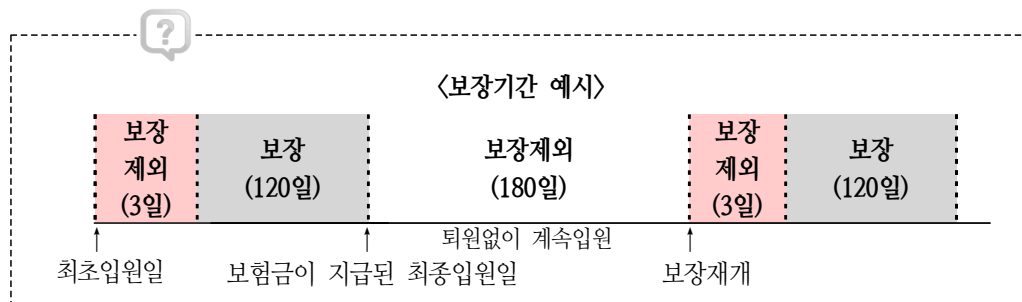 ?
<보장기간 예시>
보장
제외
(3일)
보장
(120일)
보장제외
(180일)
보장
제외
(3일)
보장
(120일)
퇴원없이 계속입원
최초입원일
보험금이 지급된 최종입원일
보장재개